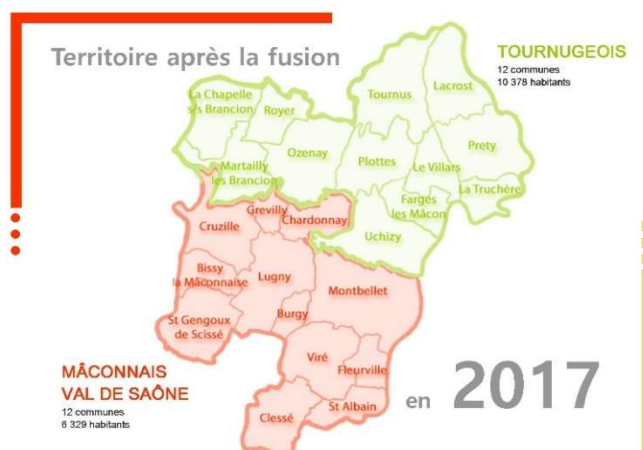 Territoire après la fusion
TOURNUGEOIS
12 communes
10 378 habitants
La Chapelle
s/s Brancion
Royer
Tournus
Lacrost
Martailly
les Brancion
Ozenay
Plottes
Le Villars
Prety
La Truchère
Farges
les Mâcon
Uchizy
Grevilly
Chardonnay
Cruzille
Bissy
la Mâconnaise
Lugny
Montbellet
St Gengoux
de Scissé
Burgy
Viré
Fleurville
Clessé
St Albain
MÂCONNAIS
VAL DE SAÔNE
12 communes
6 329 habitants
en 2017